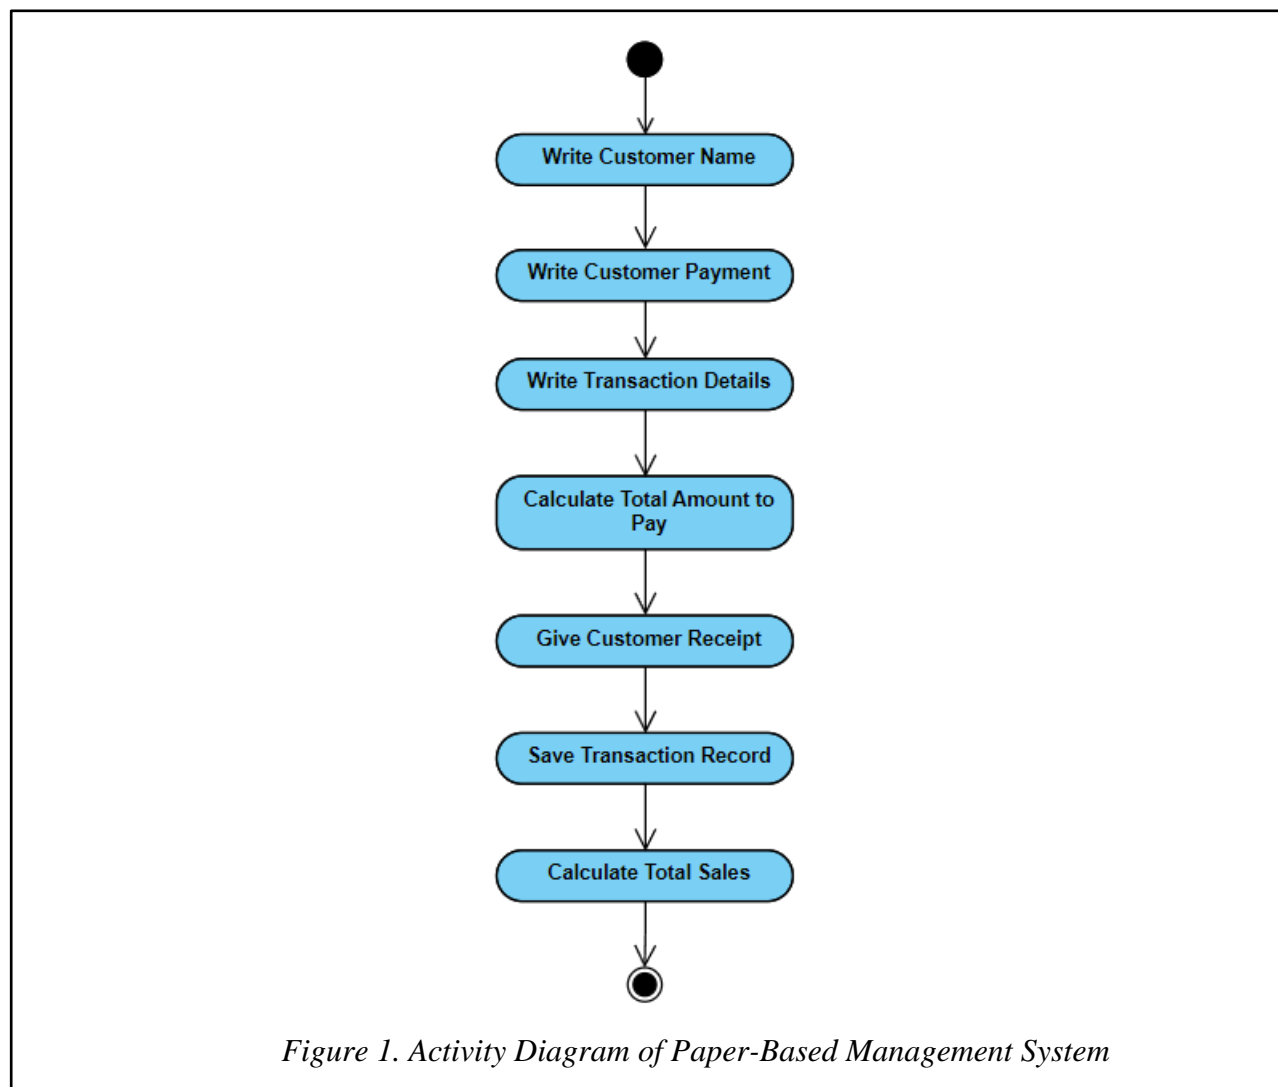 Write Customer Name
Write Customer Payment
Write Transaction Details
Calculate Total Amount to
Pay
Give Customer Receipt
Save Transaction Record
Calculate Total Sales
Figure 1. Activity Diagram of Paper-Based Management System